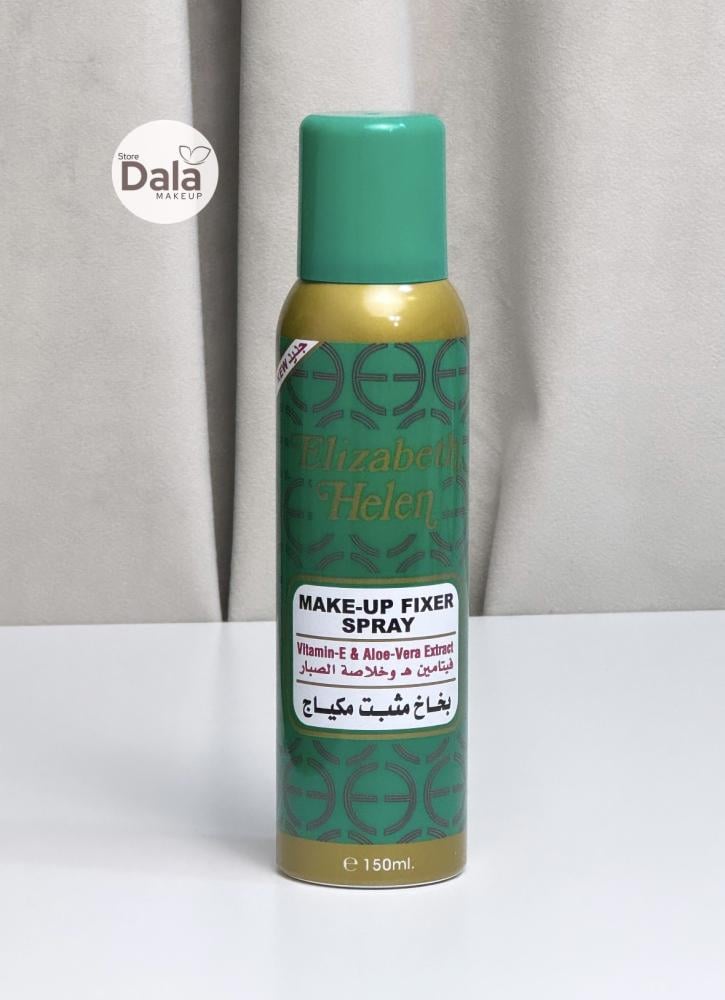 Store
Dala
MAKEUP
NEW جديد
Elizabeth
Helen
MAKE-UP FIXER
SPRAY
Vitamin-E & Aloe-Vera Extract
فيتامين هـ وخلاصة الصبار
بخاخ مثبت مكياج
℮ 150ml.